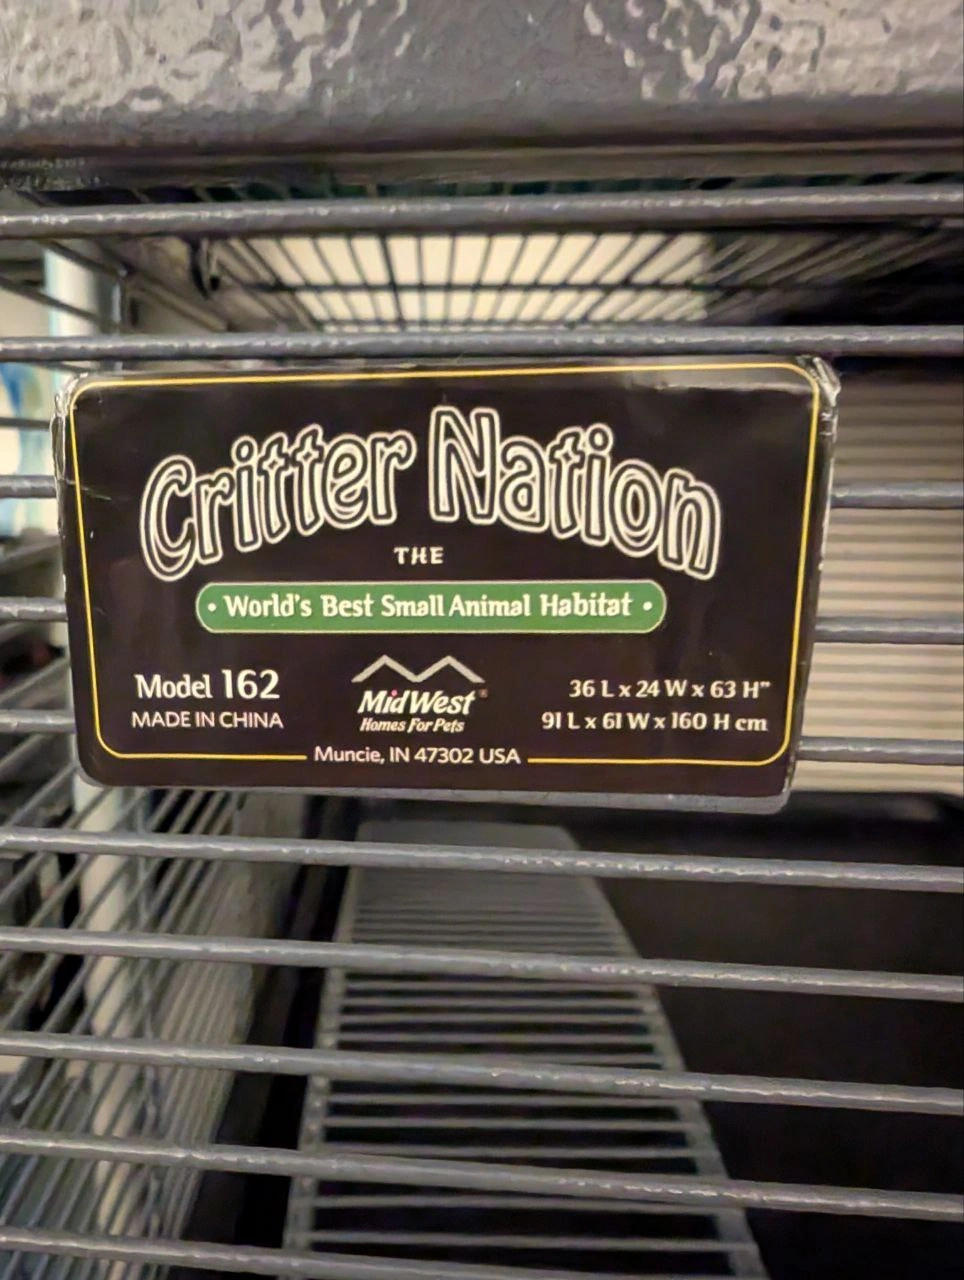 Critter Nation
THE
• World's Best Small Animal Habitat •
Model 162
MADE IN CHINA
MidWest®
Homes For Pets
36 L x 24 W x 63 H"
91 L x 61 W x 160 H cm
Muncie, IN 47302 USA